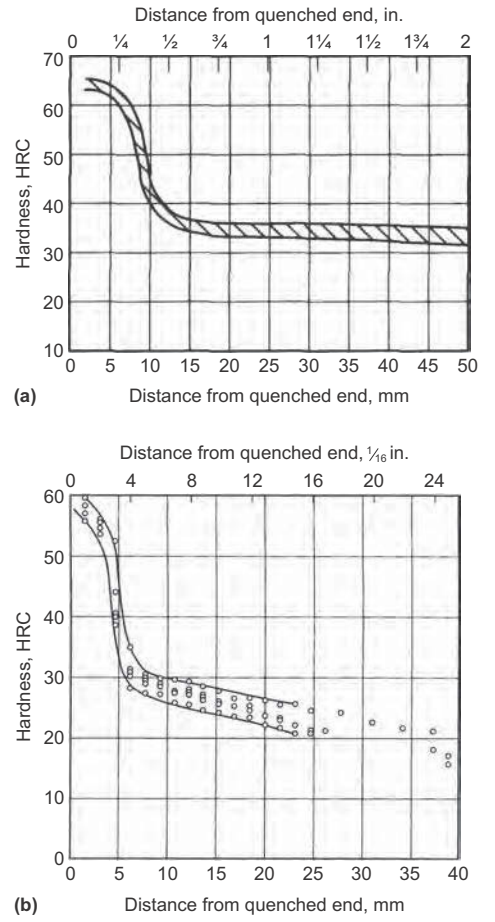 Distance from quenched end, in.
0 ¼ ½ ¾ 1 1¼ 1½ 1¾ 2
70
60
50
40
30
20
10
Hardness, HRC
0 5 10 15 20 25 30 35 40 45 50
(a) Distance from quenched end, mm
Distance from quenched end, 1⁄16 in.
0 4 8 12 16 20 24
60
50
40
30
20
10
0
Hardness, HRC
0 5 10 15 20 25 30 35 40
(b) Distance from quenched end, mm